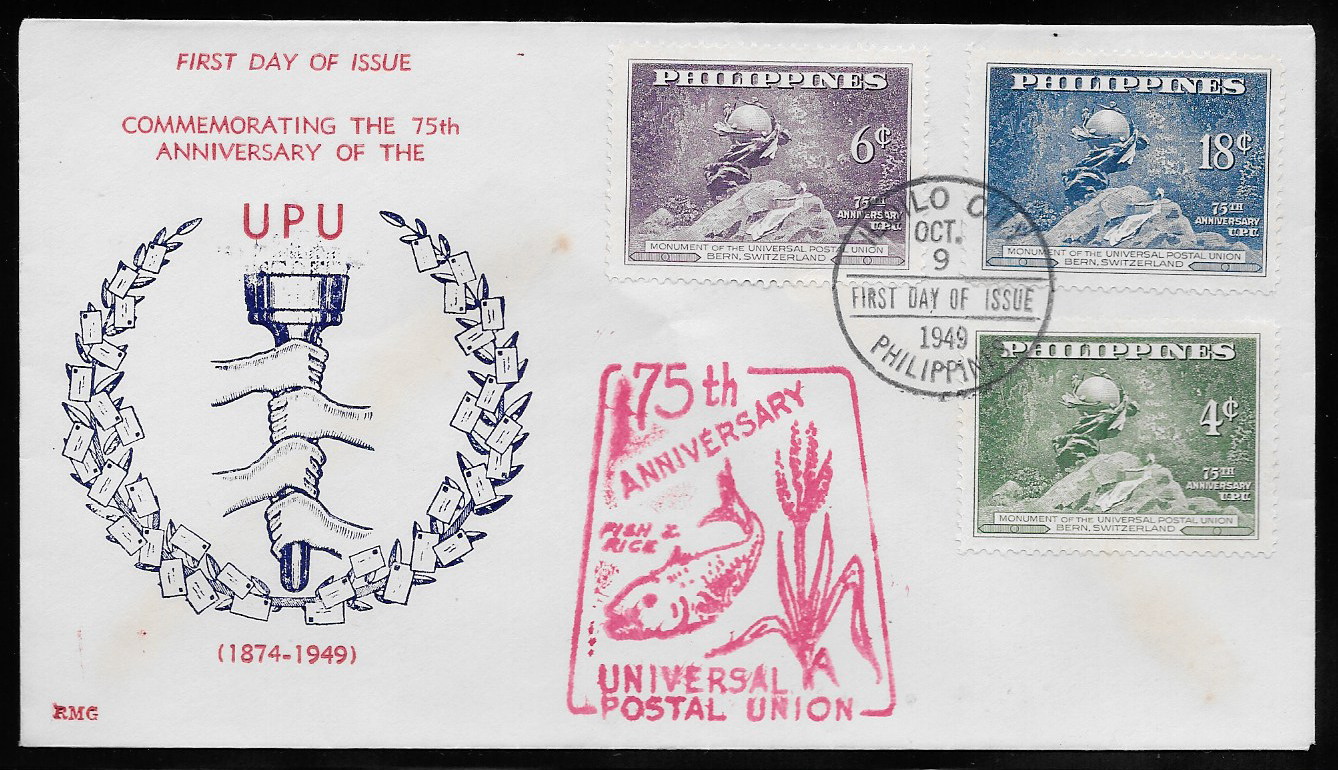 FIRST DAY OF ISSUE
COMMEMORATING THE 75th
ANNIVERSARY OF THE
UPU
(1874-1949)
RMG
PHILIPPINES
6¢
75TH
ANNIVERSARY
U.P.U.
MONUMENT OF THE UNIVERSAL POSTAL UNION
BERN, SWITZERLAND
PHILIPPINES
18¢
75TH
ANNIVERSARY
U.P.U.
MONUMENT OF THE UNIVERSAL POSTAL UNION
BERN, SWITZERLAND
OCT.
9
FIRST DAY OF ISSUE
1949
PHILIPPINES
PHILIPPINES
4¢
75TH
ANNIVERSARY
U.P.U.
MONUMENT OF THE UNIVERSAL POSTAL UNION
BERN, SWITZERLAND
75th
ANNIVERSARY
FISH &
RICE
UNIVERSAL
POSTAL UNION